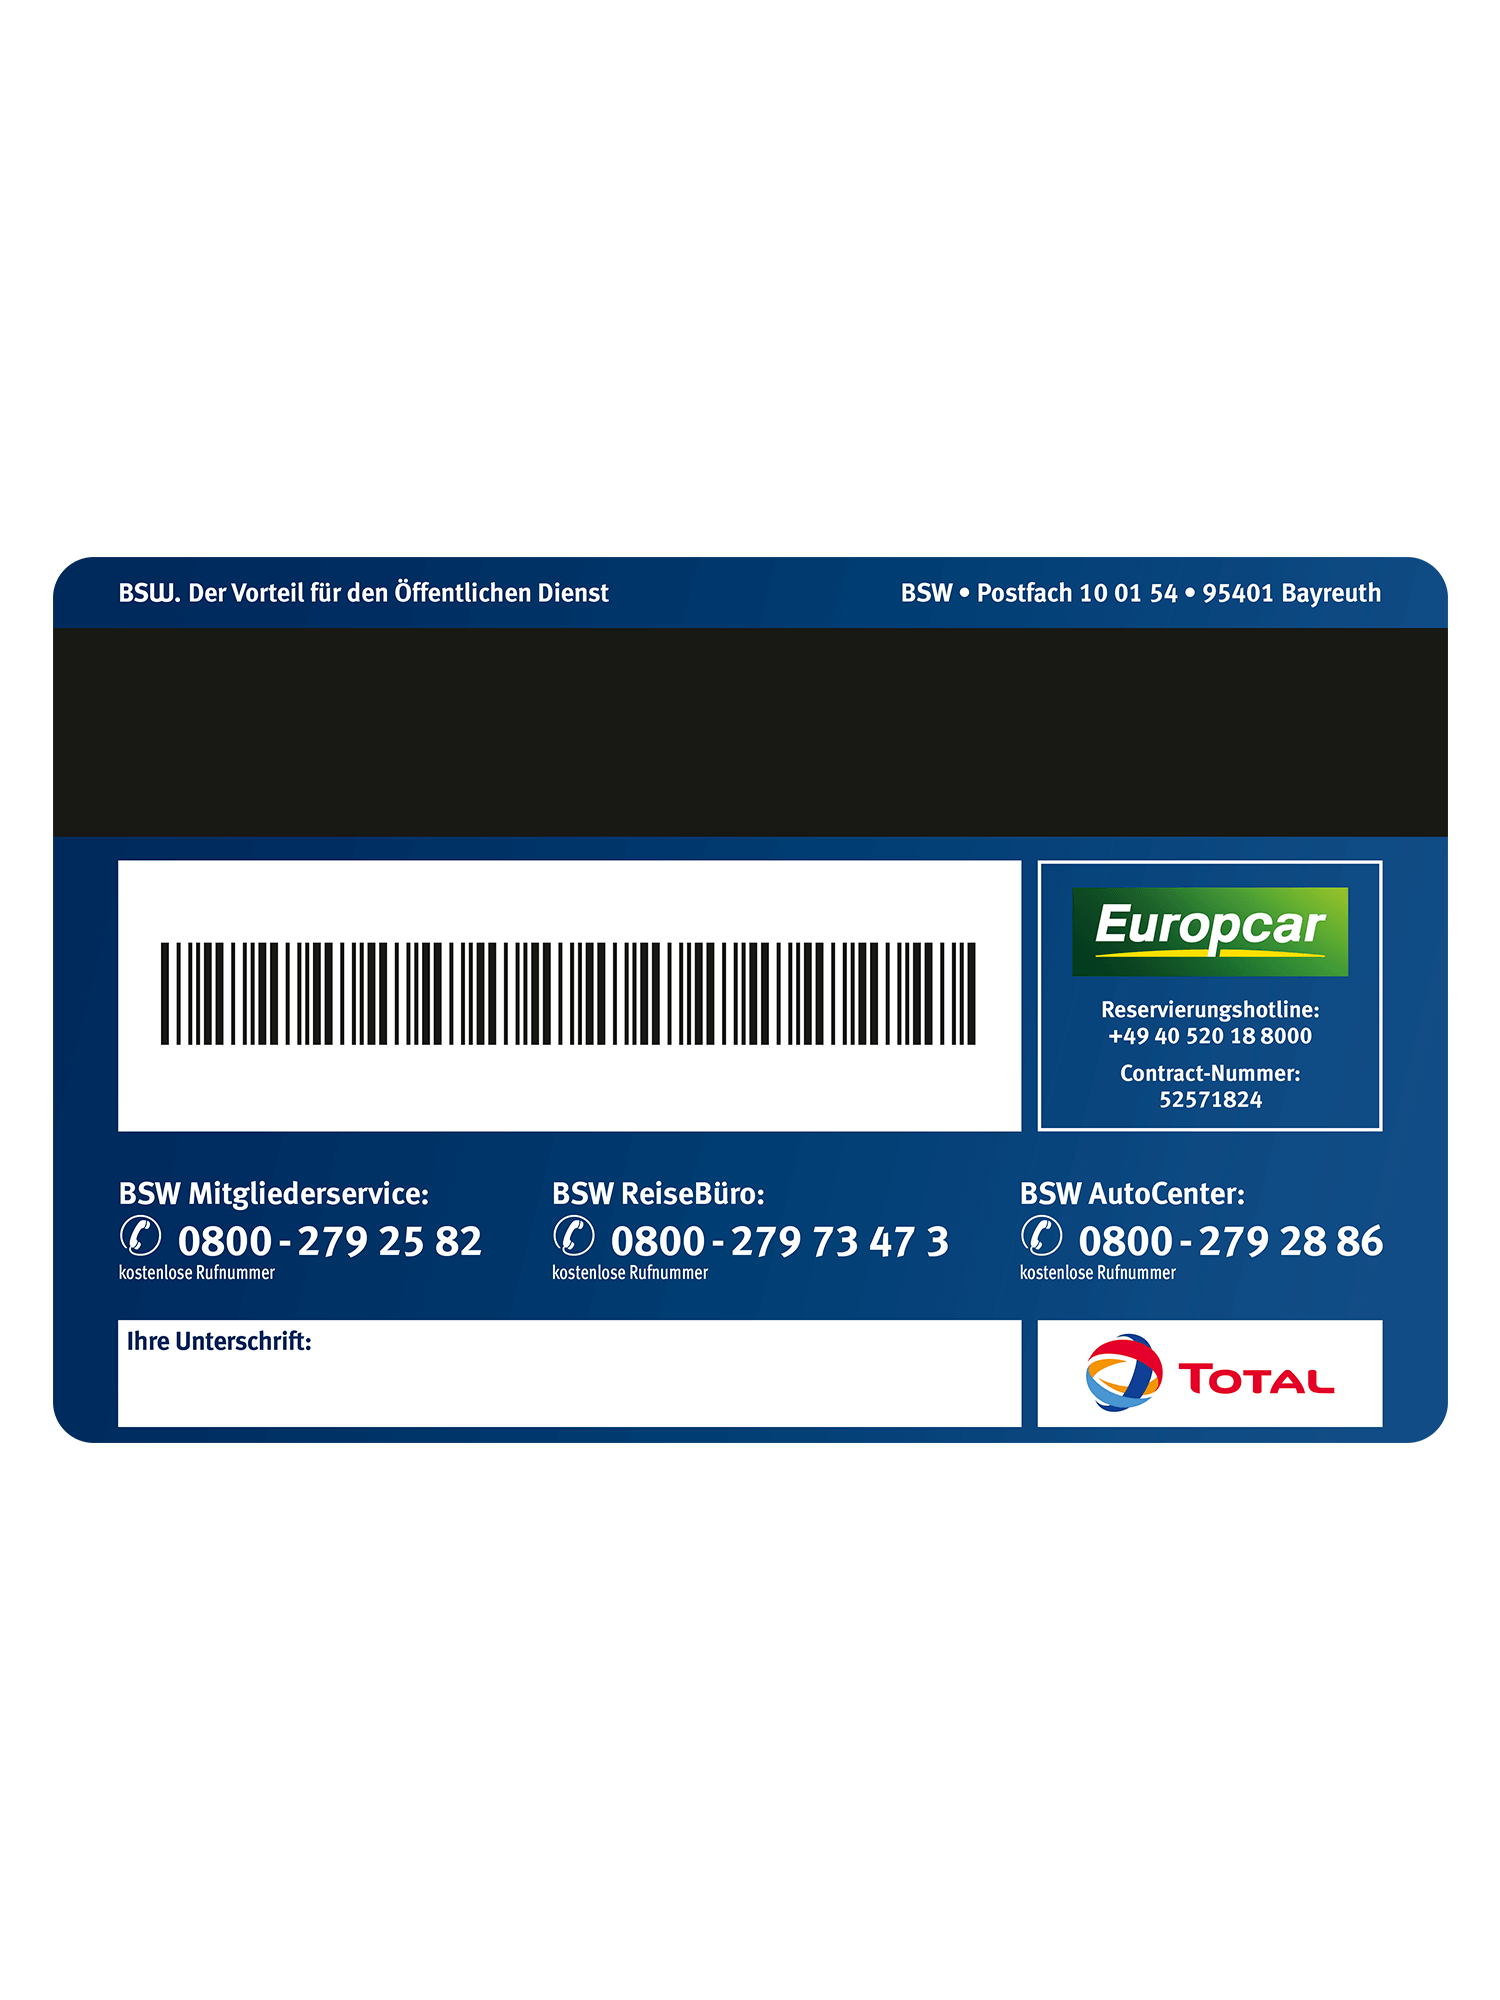 BSW. Der Vorteil für den Öffentlichen Dienst
BSW • Postfach 10 01 54 • 95401 Bayreuth
Europcar
Reservierungshotline:
+49 40 520 18 8000
Contract-Nummer:
52571824
BSW Mitgliederservice:
0800 - 279 25 82
kostenlose Rufnummer
BSW ReiseBüro:
0800 - 279 73 47 3
kostenlose Rufnummer
BSW AutoCenter:
0800 - 279 28 86
kostenlose Rufnummer
Ihre Unterschrift:
TOTAL